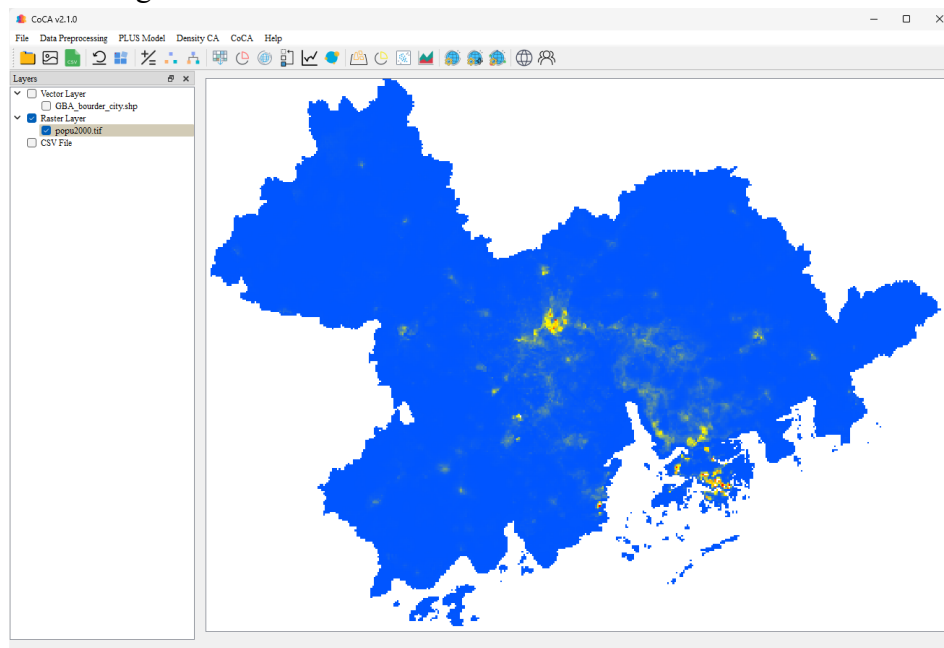 CoCA v2.1.0
File Data Preprocessing PLUS Model Density CA CoCA Help
CSV
Layers
Vector Layer
GBA_bourder_city.shp
Raster Layer
popu2000.tif
CSV File